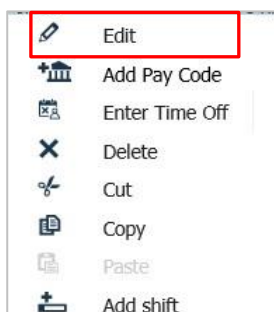 Edit
Add Pay Code
Enter Time Off
Delete
Cut
Copy
Paste
Add shift